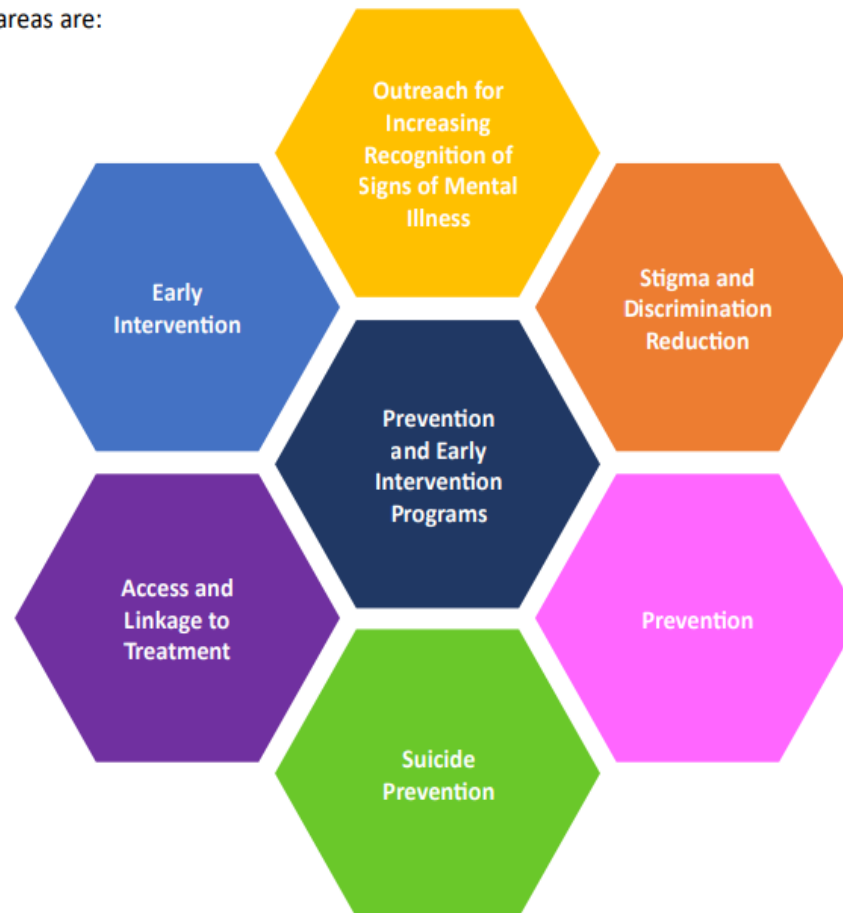 areas are:
Outreach for
Increasing
Recognition of
Signs of Mental
Illness
Early
Intervention
Stigma and
Discrimination
Reduction
Prevention
and Early
Intervention
Programs
Access and
Linkage to
Treatment
Prevention
Suicide
Prevention